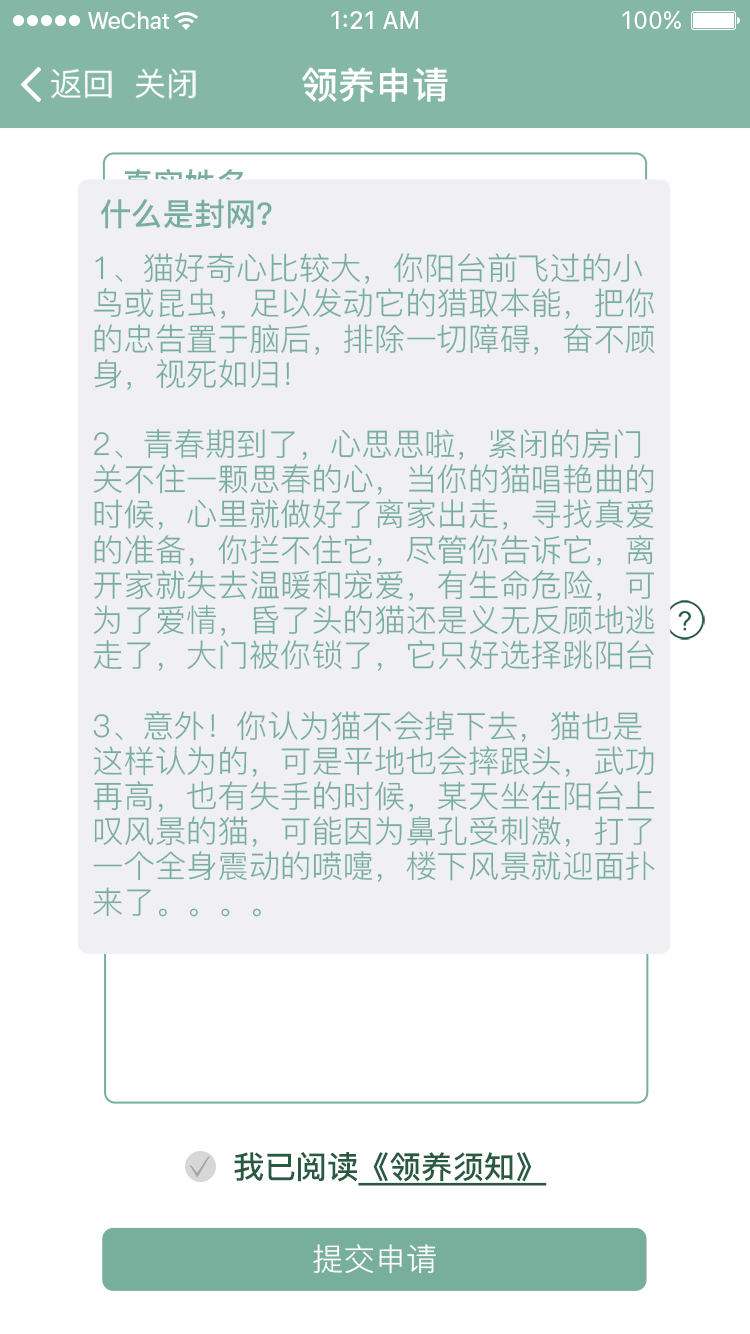 WeChat 1:21 AM 100%
返回 关闭 领养申请
真实姓名
什么是封网?
1、猫好奇心比较大，你阳台前飞过的小
鸟或昆虫，足以发动它的猎取本能，把你
的忠告置于脑后，排除一切障碍，奋不顾
身，视死如归！
2、青春期到了，心思思啦，紧闭的房门
关不住一颗思春的心，当你的猫唱艳曲的
时候，心里就做好了离家出走，寻找真爱
的准备，你拦不住它，尽管你告诉它，离
开家就失去温暖和宠爱，有生命危险，可
为了爱情，昏了头的猫还是义无反顾地逃
走了，大门被你锁了，它只好选择跳阳台
?
3、意外！你认为猫不会掉下去，猫也是
这样认为的，可是平地也会摔跟头，武功
再高，也有失手的时候，某天坐在阳台上
叹风景的猫，可能因为鼻孔受刺激，打了
一个全身震动的喷嚏，楼下风景就迎面扑
来了。。。。
我已阅读《领养须知》
提交申请